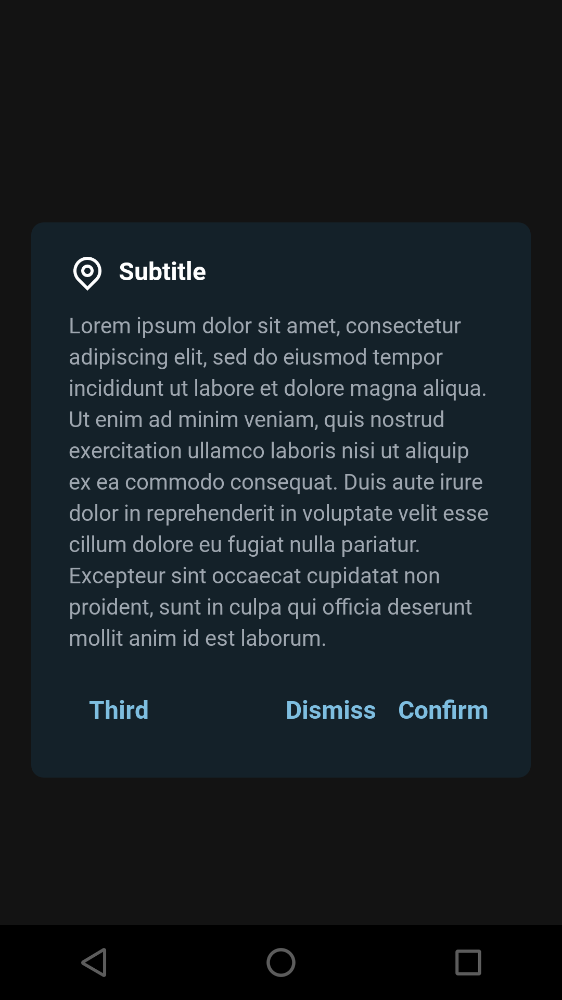 Subtitle
Lorem ipsum dolor sit amet, consectetur
adipiscing elit, sed do eiusmod tempor
incididunt ut labore et dolore magna aliqua.
Ut enim ad minim veniam, quis nostrud
exercitation ullamco laboris nisi ut aliquip
ex ea commodo consequat. Duis aute irure
dolor in reprehenderit in voluptate velit esse
cillum dolore eu fugiat nulla pariatur.
Excepteur sint occaecat cupidatat non
proident, sunt in culpa qui officia deserunt
mollit anim id est laborum.
Third Dismiss Confirm